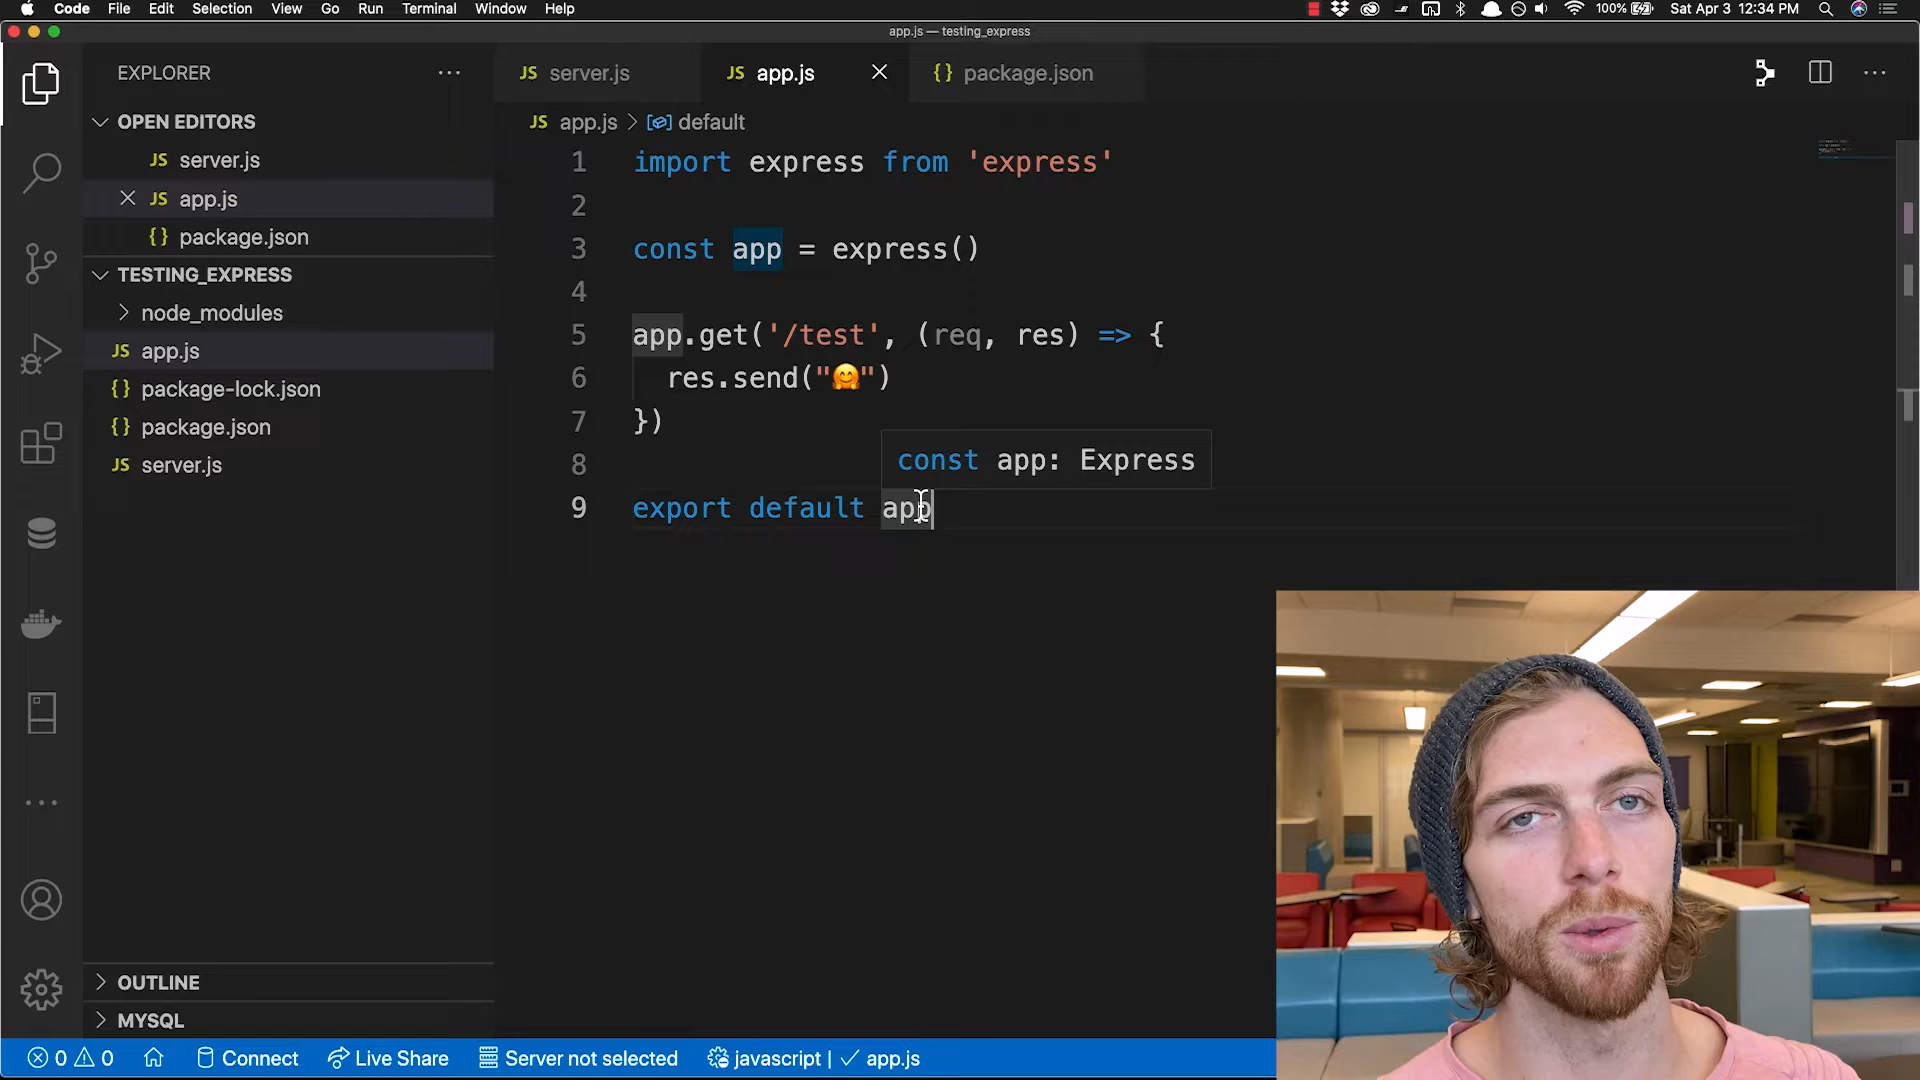 Code File Edit Selection View Go Run Terminal Window Help 100% Sat Apr 3 12:34 PM
app.js — testing_express
EXPLORER
OPEN EDITORS
JS server.js
JS app.js
{} package.json
TESTING_EXPRESS
node_modules
JS app.js
{} package-lock.json
{} package.json
JS server.js
OUTLINE
MYSQL
JS server.js JS app.js {} package.json
JS app.js > default
1 import express from 'express'
2
3 const app = express()
4
5 app.get('/test', (req, res) => {
6 res.send("🤗")
7 })
8
const app: Express
9 export default app
0 0 Connect Live Share Server not selected javascript | ✓ app.js